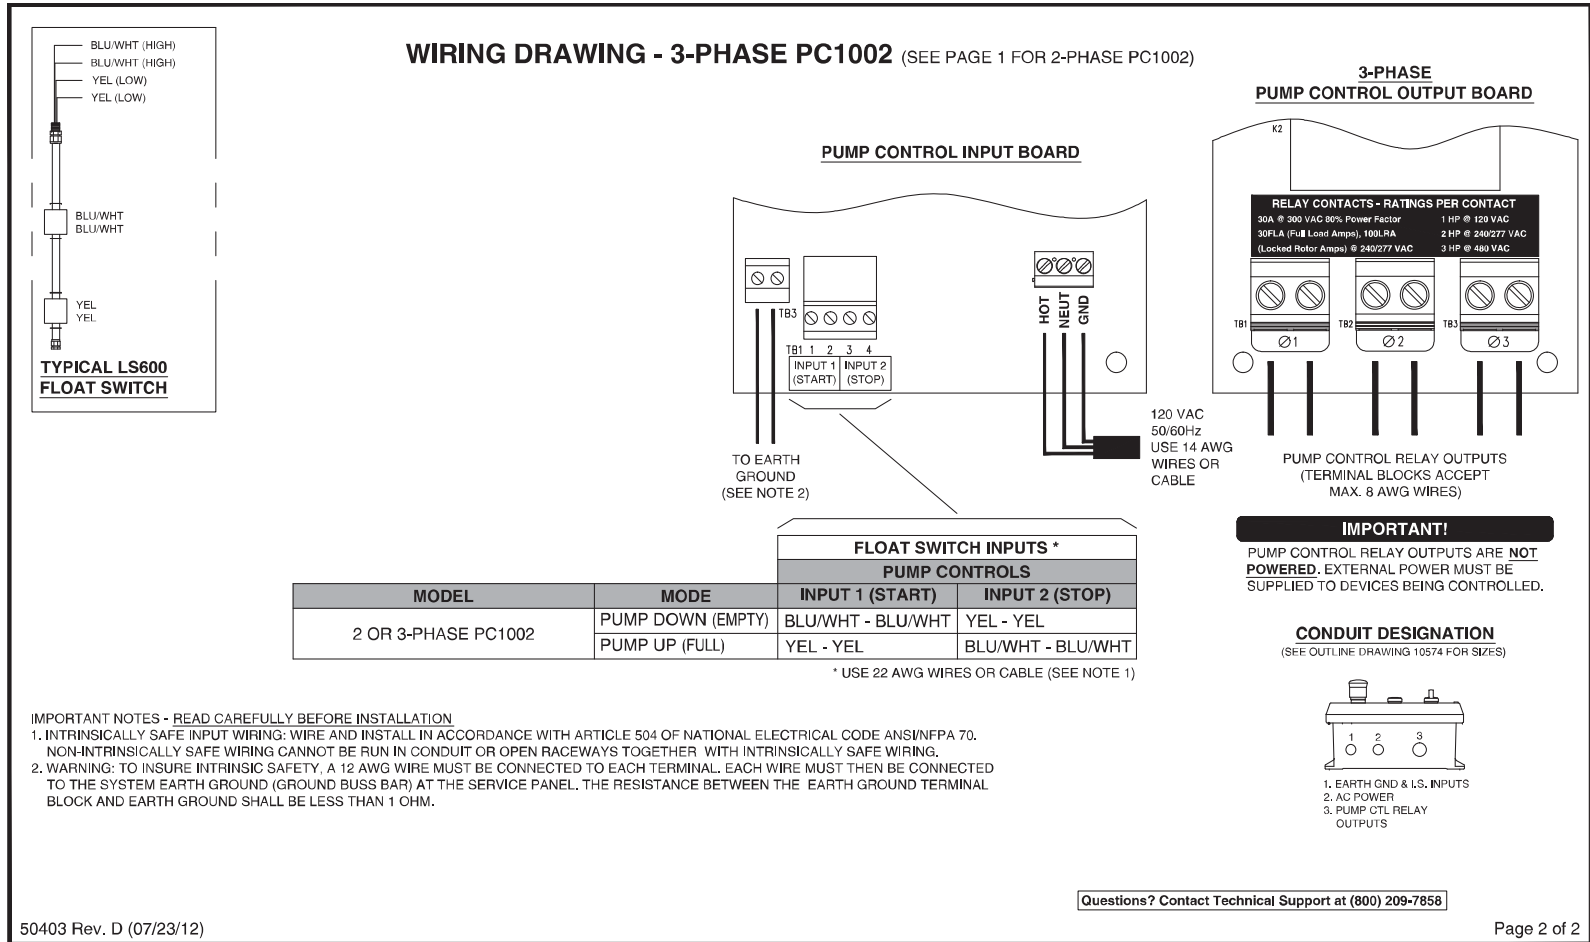 BLU/WHT (HIGH)
BLU/WHT (HIGH)
YEL (LOW)
YEL (LOW)
BLU/WHT
BLU/WHT
YEL
YEL
TYPICAL LS600
FLOAT SWITCH
WIRING DRAWING - 3-PHASE PC1002 (SEE PAGE 1 FOR 2-PHASE PC1002)
PUMP CONTROL INPUT BOARD
TB3
TB1 1 2 3 4
INPUT 1 INPUT 2
(START) (STOP)
HOT
NEUT
GND
TO EARTH
GROUND
(SEE NOTE 2)
120 VAC
50/60Hz
USE 14 AWG
WIRES OR
CABLE
3-PHASE
PUMP CONTROL OUTPUT BOARD
K2
RELAY CONTACTS - RATINGS PER CONTACT
30A @ 300 VAC 80% Power Factor 1 HP @ 120 VAC
30FLA (Full Load Amps), 100LRA 2 HP @ 240/277 VAC
(Locked Rotor Amps) @ 240/277 VAC 3 HP @ 480 VAC
TB1 TB2 TB3
Ø1 Ø2 Ø3
PUMP CONTROL RELAY OUTPUTS
(TERMINAL BLOCKS ACCEPT
MAX. 8 AWG WIRES)
IMPORTANT!
PUMP CONTROL RELAY OUTPUTS ARE NOT
POWERED. EXTERNAL POWER MUST BE
SUPPLIED TO DEVICES BEING CONTROLLED.
FLOAT SWITCH INPUTS *
PUMP CONTROLS
MODEL MODE INPUT 1 (START) INPUT 2 (STOP)
2 OR 3-PHASE PC1002
PUMP DOWN (EMPTY) BLU/WHT - BLU/WHT YEL - YEL
PUMP UP (FULL) YEL - YEL BLU/WHT - BLU/WHT
* USE 22 AWG WIRES OR CABLE (SEE NOTE 1)
CONDUIT DESIGNATION
(SEE OUTLINE DRAWING 10574 FOR SIZES)
1 2 3
1. EARTH GND & I.S. INPUTS
2. AC POWER
3. PUMP CTL RELAY
OUTPUTS
IMPORTANT NOTES - READ CAREFULLY BEFORE INSTALLATION
1. INTRINSICALLY SAFE INPUT WIRING: WIRE AND INSTALL IN ACCORDANCE WITH ARTICLE 504 OF NATIONAL ELECTRICAL CODE ANSI/NFPA 70.
NON-INTRINSICALLY SAFE WIRING CANNOT BE RUN IN CONDUIT OR OPEN RACEWAYS TOGETHER WITH INTRINSICALLY SAFE WIRING.
2. WARNING: TO INSURE INTRINSIC SAFETY, A 12 AWG WIRE MUST BE CONNECTED TO EACH TERMINAL. EACH WIRE MUST THEN BE CONNECTED
TO THE SYSTEM EARTH GROUND (GROUND BUSS BAR) AT THE SERVICE PANEL. THE RESISTANCE BETWEEN THE EARTH GROUND TERMINAL
BLOCK AND EARTH GROUND SHALL BE LESS THAN 1 OHM.
Questions? Contact Technical Support at (800) 209-7858
50403 Rev. D (07/23/12)
Page 2 of 2